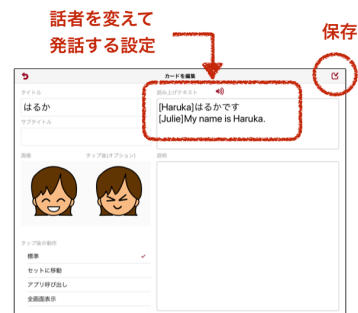 話者を変えて
発話する設定
保存
カードを編集
タイトル
読み上げテキスト
はるか
[Haruka]はるかです
[Julie]My name is Haruka.
サブタイトル
画像
タップ後(オプション)
説明
タップ後の動作
標準
セットに移動
アプリ呼び出し
全画面表示